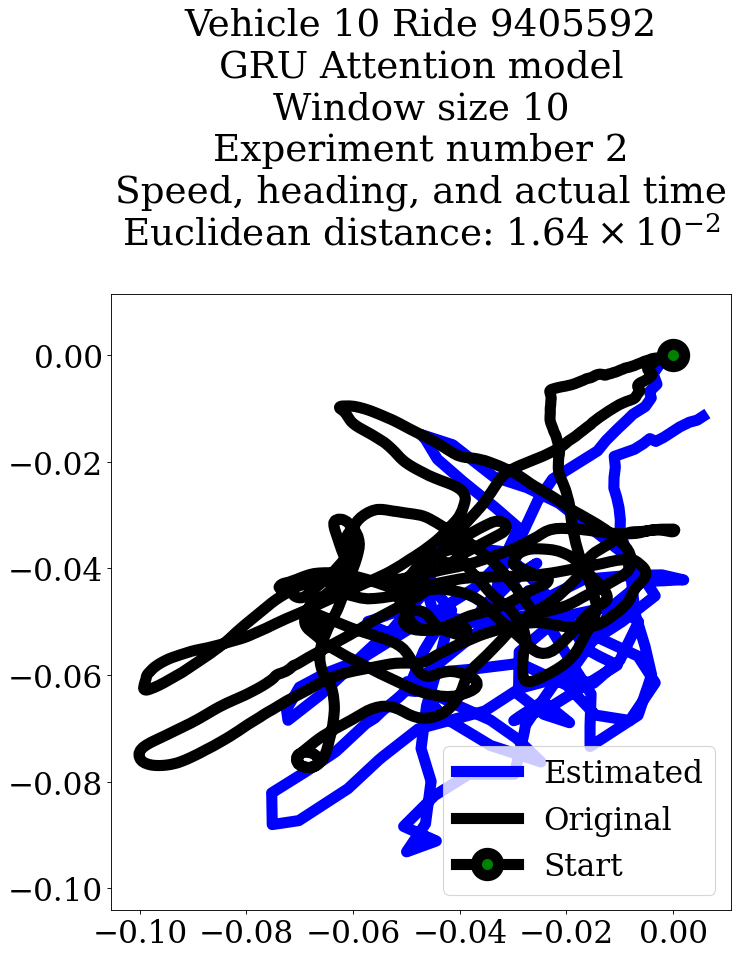 Vehicle 10 Ride 9405592
GRU Attention model
Window size 10
Experiment number 2
Speed, heading, and actual time
Euclidean distance: 1.64 × 10⁻²
0.00
−0.02
−0.04
−0.06
−0.08
−0.10
Estimated
Original
Start
−0.10 −0.08 −0.06 −0.04 −0.02 0.00